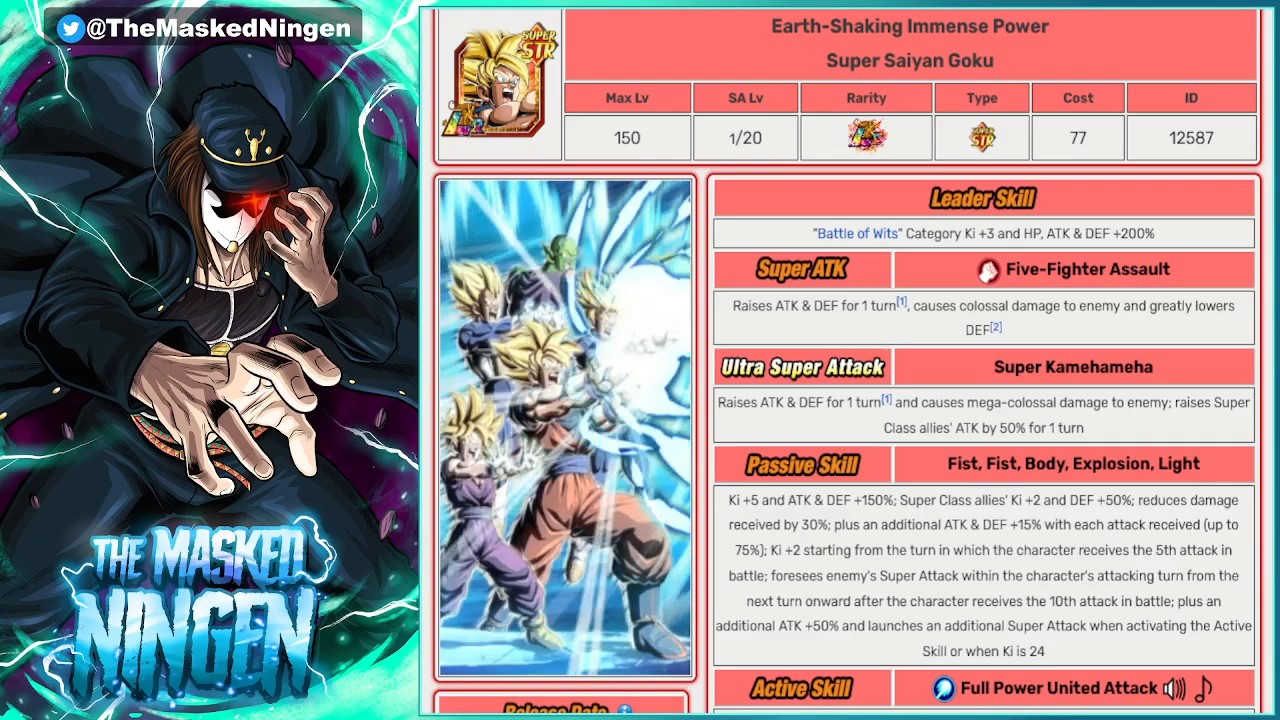 @TheMaskedNingen
THE MASKED
NINGEN
Earth-Shaking Immense Power
Super Saiyan Goku
SUPER
STR
Max Lv
SA Lv
Rarity
Type
Cost
ID
150
1/20
LR
SUPER
STR
77
12587
Leader Skill
"Battle of Wits" Category Ki +3 and HP, ATK & DEF +200%
Super ATK
Five-Fighter Assault
Raises ATK & DEF for 1 turn[1], causes colossal damage to enemy and greatly lowers
DEF[2]
Ultra Super Attack
Super Kamehameha
Raises ATK & DEF for 1 turn[1] and causes mega-colossal damage to enemy; raises Super
Class allies' ATK by 50% for 1 turn
Passive Skill
Fist, Fist, Body, Explosion, Light
Ki +5 and ATK & DEF +150%; Super Class allies' Ki +2 and DEF +50%; reduces damage
received by 30%; plus an additional ATK & DEF +15% with each attack received (up to
75%); Ki +2 starting from the turn in which the character receives the 5th attack in
battle; foresees enemy's Super Attack within the character's attacking turn from the
next turn onward after the character receives the 10th attack in battle; plus an
additional ATK +50% and launches an additional Super Attack when activating the Active
Skill or when Ki is 24
Active Skill
Full Power United Attack
Release Date